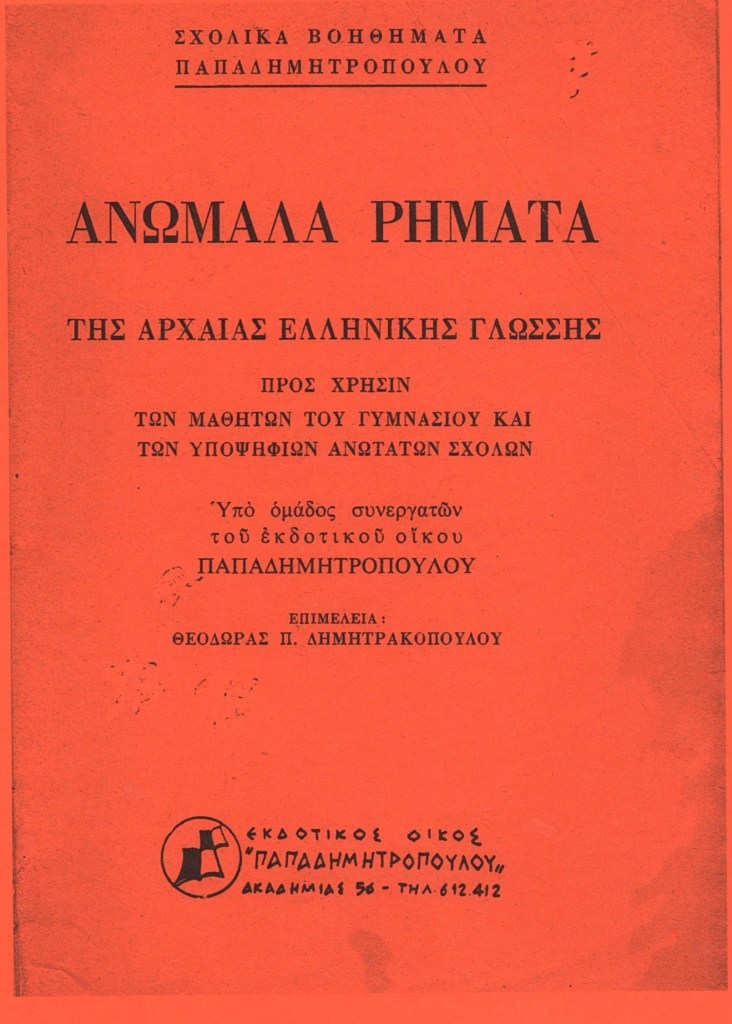 ΣΧΟΛΙΚΑ ΒΟΗΘΗΜΑΤΑ
ΠΑΠΑΔΗΜΗΤΡΟΠΟΥΛΟΥ
ΑΝΩΜΑΛΑ ΡΗΜΑΤΑ
ΤΗΣ ΑΡΧΑΙΑΣ ΕΛΛΗΝΙΚΗΣ ΓΛΩΣΣΗΣ
ΠΡΟΣ ΧΡΗΣΙΝ
ΤΩΝ ΜΑΘΗΤΩΝ ΤΟΥ ΓΥΜΝΑΣΙΟΥ ΚΑΙ
ΤΩΝ ΥΠΟΨΗΦΙΩΝ ΑΝΩΤΑΤΩΝ ΣΧΟΛΩΝ
Ὑπὸ ὁμάδος συνεργατῶν
τοῦ ἐκδοτικοῦ οἴκου
ΠΑΠΑΔΗΜΗΤΡΟΠΟΥΛΟΥ
ΕΠΙΜΕΛΕΙΑ:
ΘΕΟΔΩΡΑΣ Π. ΔΗΜΗΤΡΑΚΟΠΟΥΛΟΥ
ΕΚΔΟΤΙΚΟΣ ΟΙΚΟΣ
"ΠΑΠΑΔΗΜΗΤΡΟΠΟΥΛΟΥ„
ΑΚΑΔΗΜΙΑΣ 56 - ΤΗΛ. 612.412